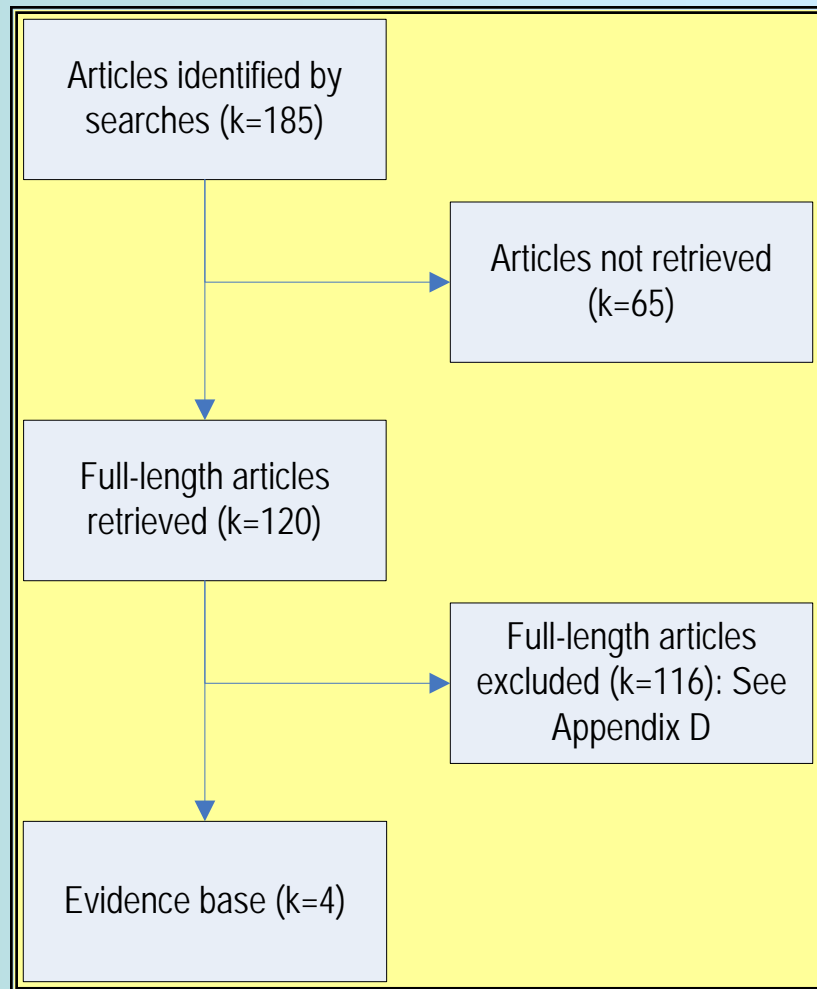 Articles identified by
searches (k=185)
Articles not retrieved
(k=65)
Full-length articles
retrieved (k=120)
Full-length articles
excluded (k=116): See
Appendix D
Evidence base (k=4)